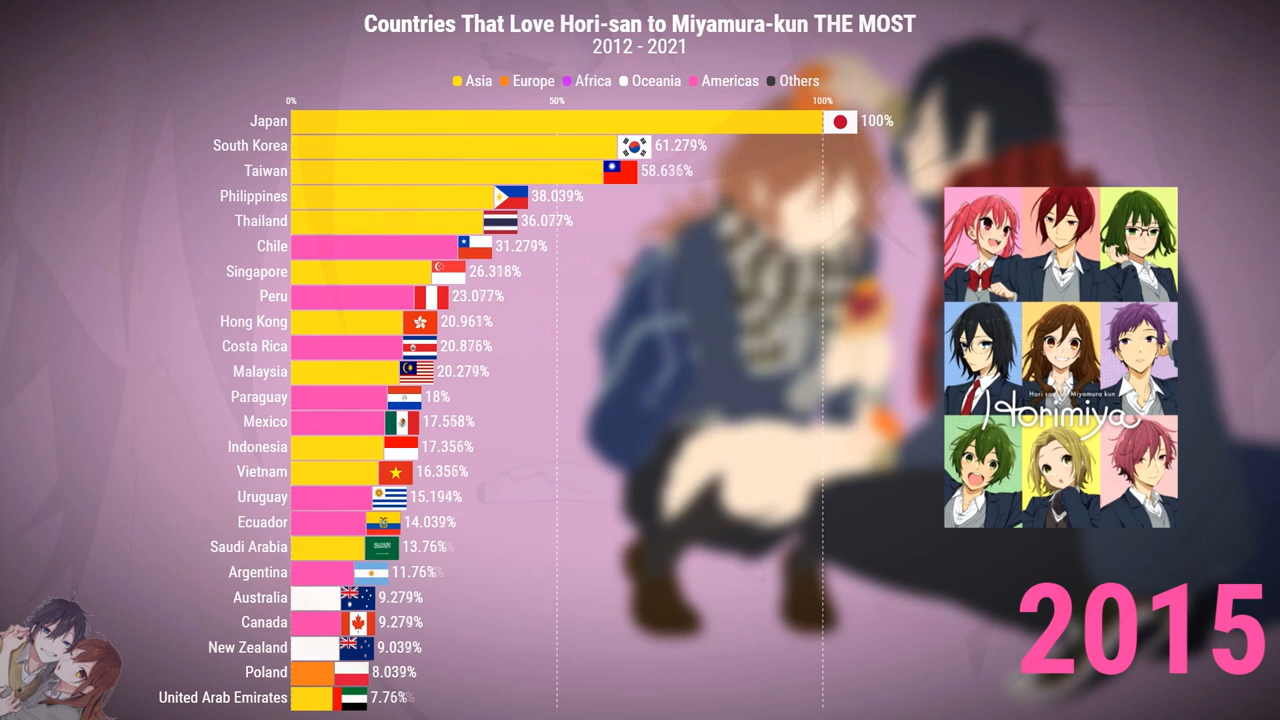 Countries That Love Hori-san to Miyamura-kun THE MOST
2012 - 2021
Asia Europe Africa Oceania Americas Others
0% 50% 100%
Japan 100%
South Korea 61.279%
Taiwan 58.636%
Philippines 38.039%
Thailand 36.077%
Chile 31.279%
Singapore 26.318%
Peru 23.077%
Hong Kong 20.961%
Costa Rica 20.876%
Malaysia 20.279%
Paraguay 18%
Mexico 17.558%
Indonesia 17.356%
Vietnam 16.356%
Uruguay 15.194%
Ecuador 14.039%
Saudi Arabia 13.76%
Argentina 11.76%
Australia 9.279%
Canada 9.279%
New Zealand 9.039%
Poland 8.039%
United Arab Emirates 7.76%
Hori san to Miyamura kun
Horimiya
2015